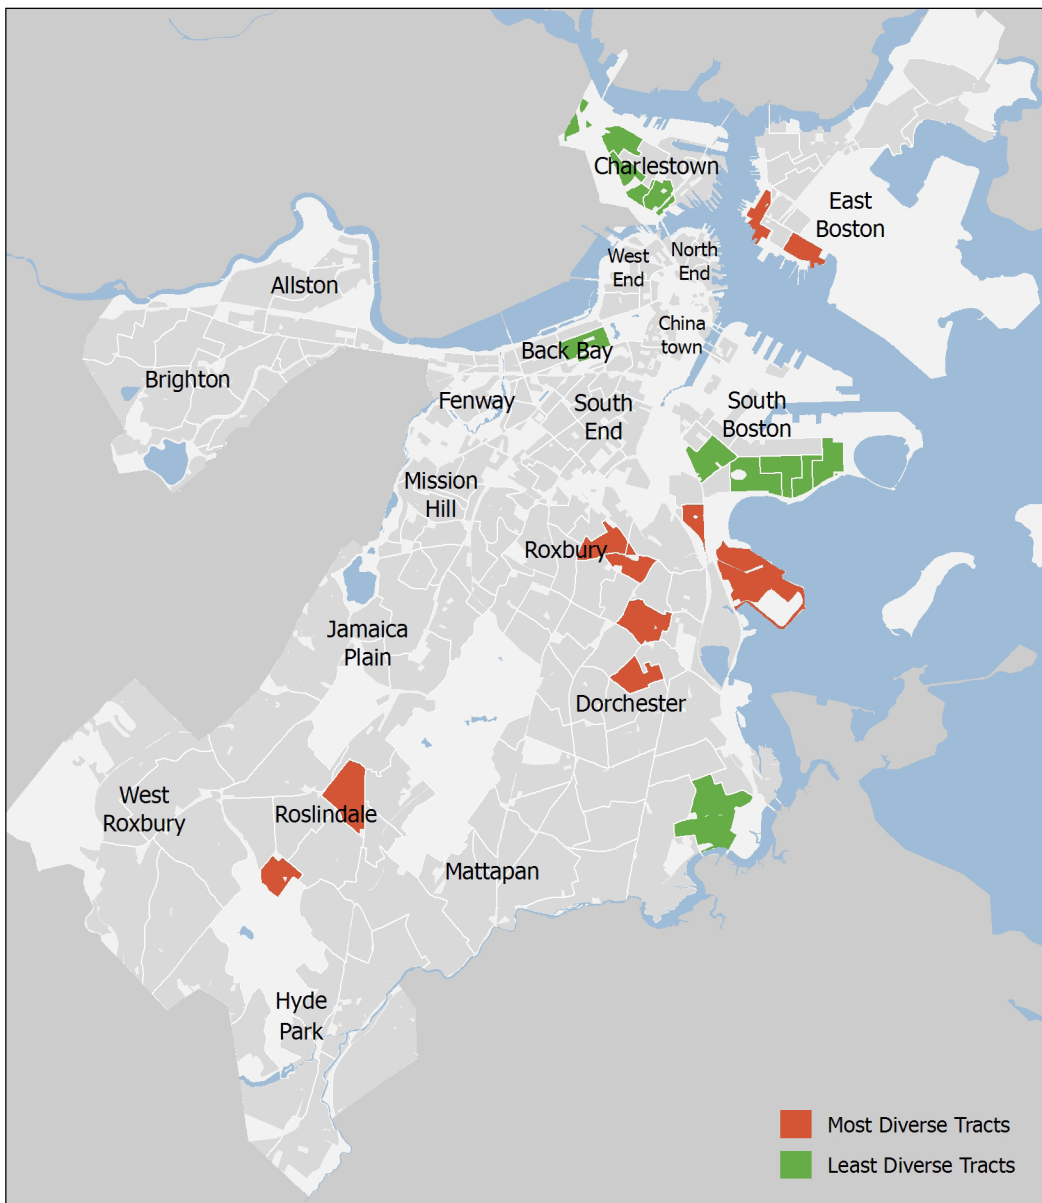 Charlestown
East
Boston
West
End
North
End
Allston
China
town
Back Bay
Brighton
Fenway
South
End
South
Boston
Mission
Hill
Roxbury
Jamaica
Plain
Dorchester
West
Roxbury
Roslindale
Mattapan
Hyde
Park
Most Diverse Tracts
Least Diverse Tracts